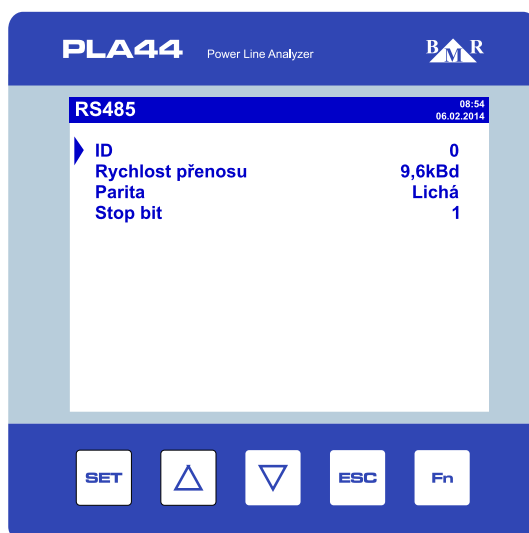 PLA44 Power Line Analyzer BMR
RS485 08:54
06.02.2014
ID 0
Rychlost přenosu 9,6kBd
Parita Lichá
Stop bit 1
SET ESC Fn